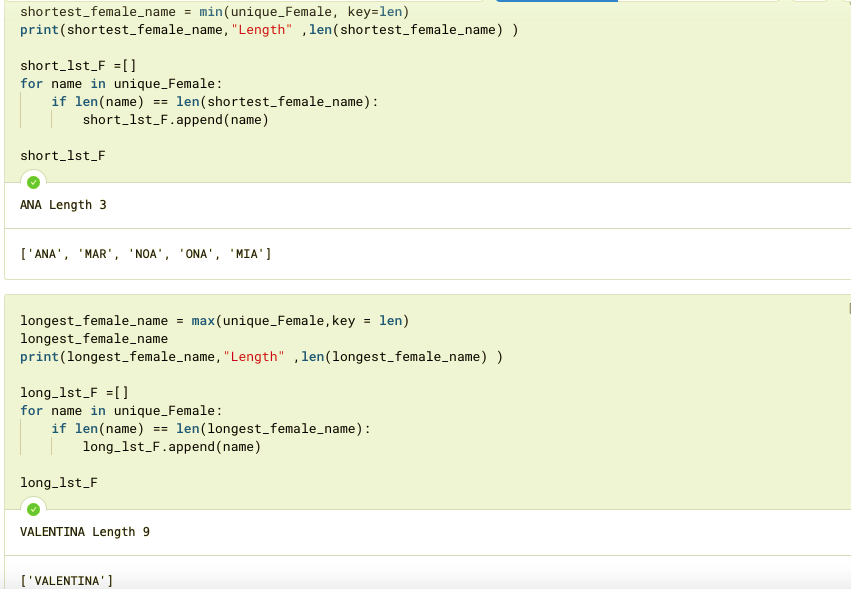 shortest_female_name = min(unique_Female, key=len)
print(shortest_female_name,"Length" ,len(shortest_female_name) )
short_lst_F =[]
for name in unique_Female:
    if len(name) == len(shortest_female_name):
        short_lst_F.append(name)
short_lst_F
ANA Length 3
['ANA', 'MAR', 'NOA', 'ONA', 'MIA']
longest_female_name = max(unique_Female,key = len)
longest_female_name
print(longest_female_name,"Length" ,len(longest_female_name) )
long_lst_F =[]
for name in unique_Female:
    if len(name) == len(longest_female_name):
        long_lst_F.append(name)
long_lst_F
VALENTINA Length 9
['VALENTINA']